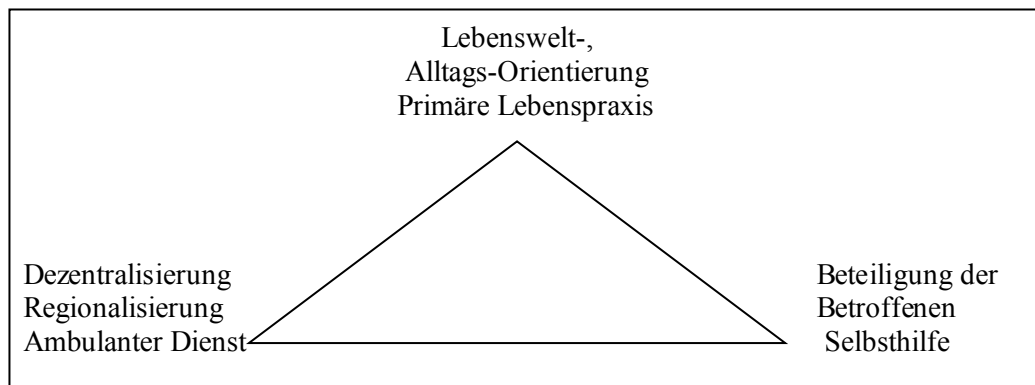 Lebenswelt-,
Alltags-Orientierung
Primäre Lebenspraxis
Dezentralisierung
Regionalisierung
Ambulanter Dienst
Beteiligung der
Betroffenen
Selbsthilfe